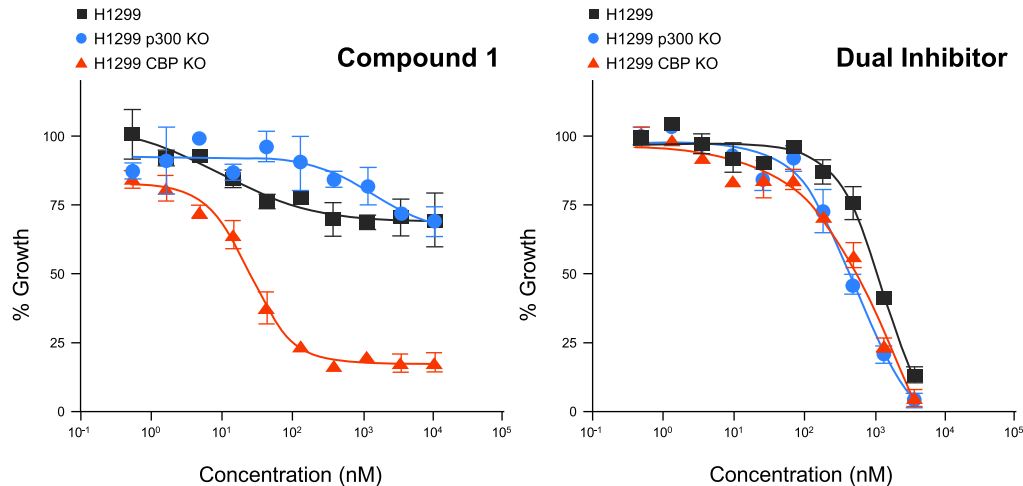 H1299
H1299 p300 KO
H1299 CBP KO
Compound 1
% Growth
100
75
50
25
0
10⁻¹ 10⁰ 10¹ 10² 10³ 10⁴ 10⁵
Concentration (nM)
H1299
H1299 p300 KO
H1299 CBP KO
Dual Inhibitor
% Growth
100
75
50
25
0
10⁻¹ 10⁰ 10¹ 10² 10³ 10⁴ 10⁵
Concentration (nM)